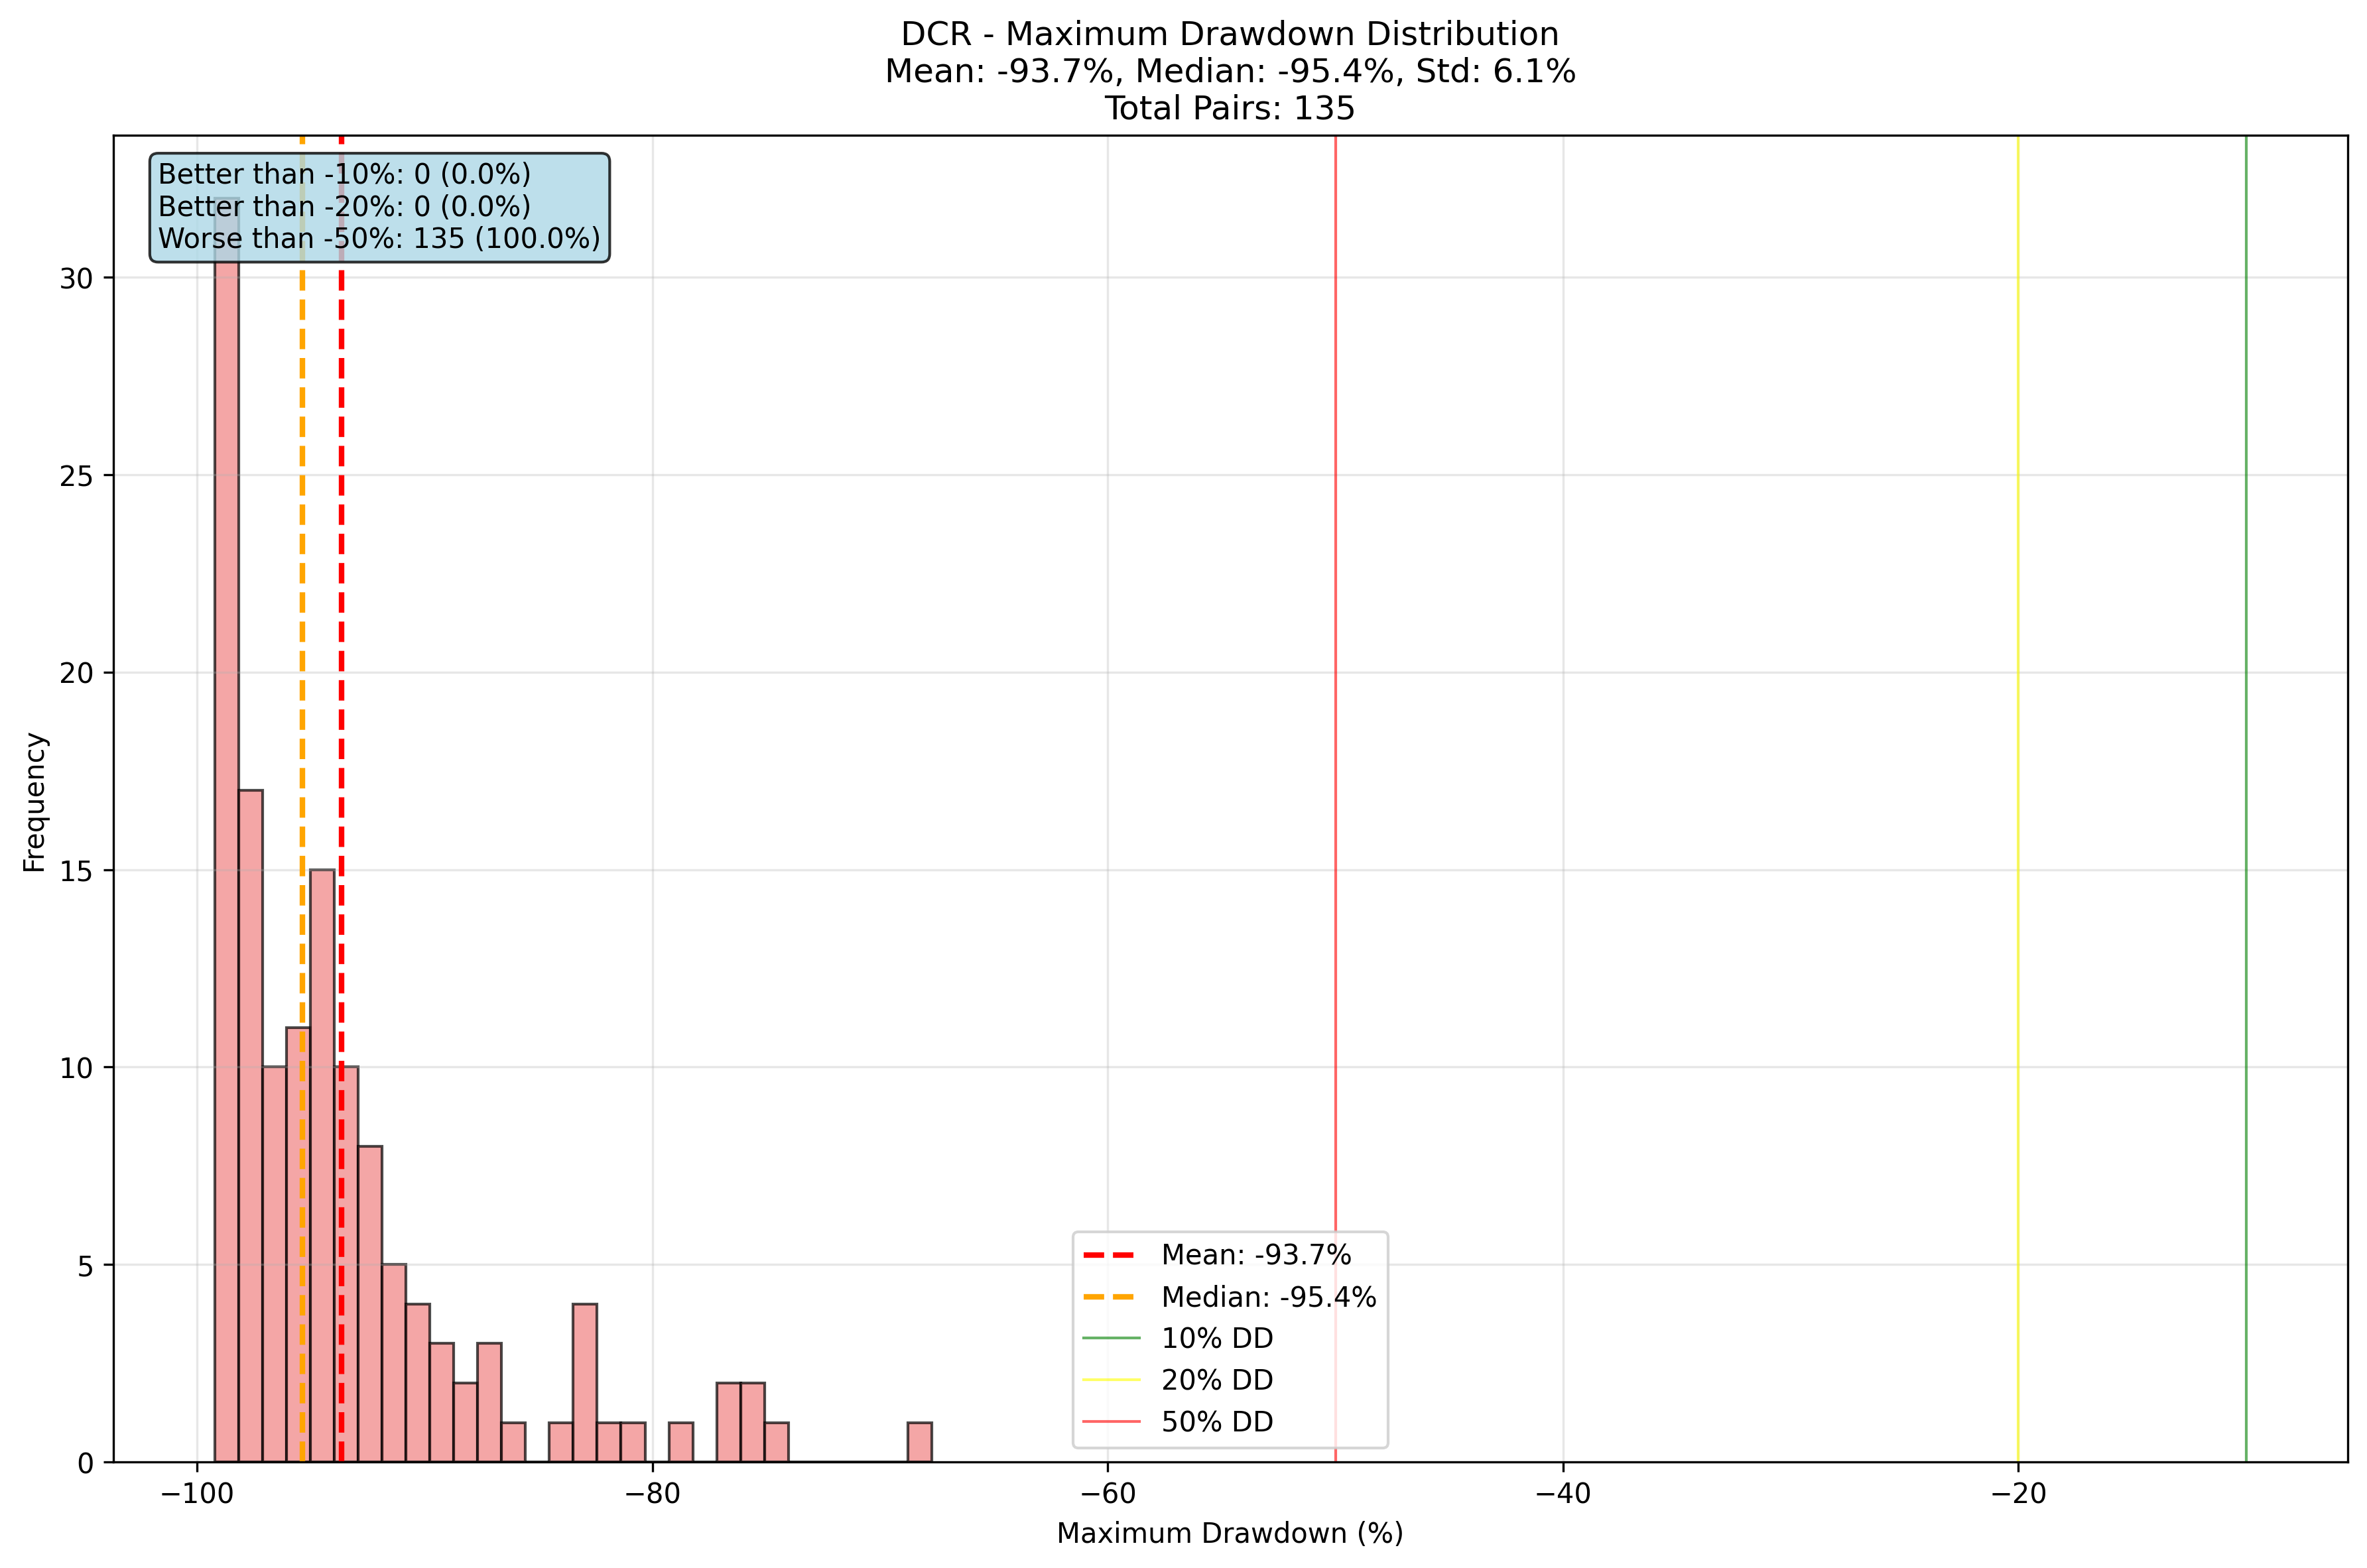 DCR - Maximum Drawdown Distribution
Mean: -93.7%, Median: -95.4%, Std: 6.1%
Total Pairs: 135
Better than -10%: 0 (0.0%)
Better than -20%: 0 (0.0%)
Worse than -50%: 135 (100.0%)
30
25
20
15
10
5
0
Frequency
Mean: -93.7%
Median: -95.4%
10% DD
20% DD
50% DD
−100
−80
−60
−40
−20
Maximum Drawdown (%)